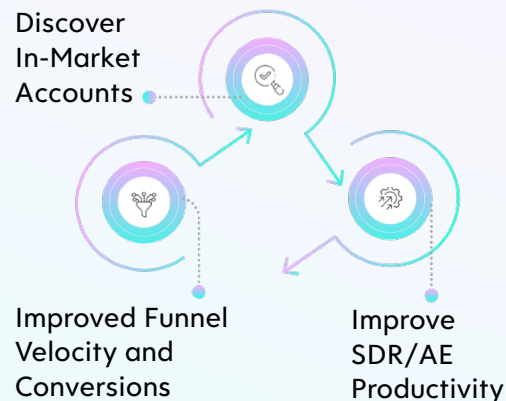 Discover
In-Market
Accounts
Improved Funnel
Velocity and
Conversions
Improve
SDR/AE
Productivity